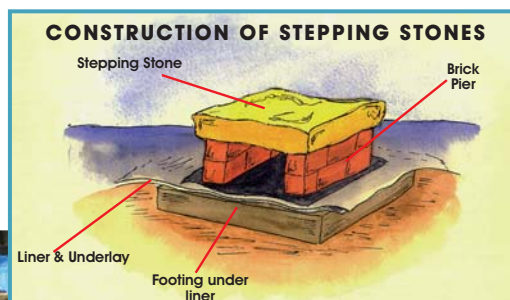 CONSTRUCTION OF STEPPING STONES
Stepping Stone
Brick
Pier
Liner & Underlay
Footing under
liner